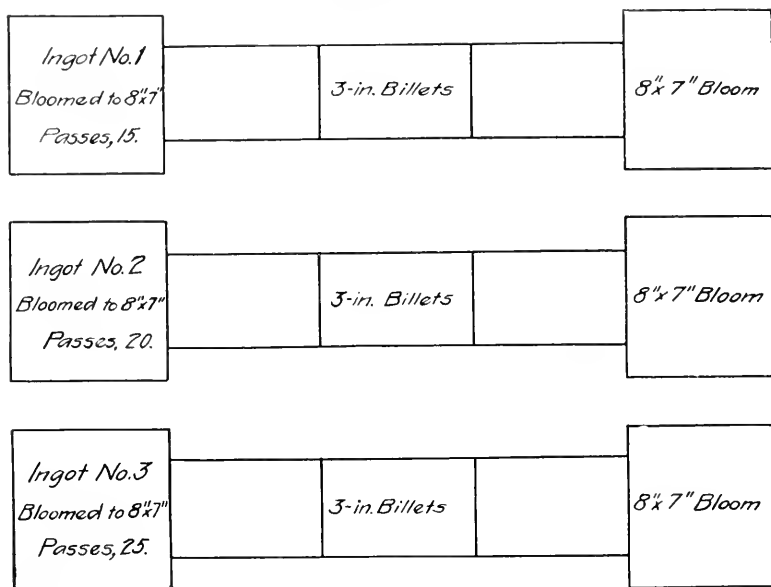 Ingot No.1
Bloomed to 8"x7"
Passes, 15.
3-in. Billets
8"x 7" Bloom
Ingot No.2
Bloomed to 8"x7"
Passes, 20.
3-in. Billets
8"x 7" Bloom
Ingot No.3
Bloomed to 8"x7"
Passes, 25.
3-in. Billets
8"x 7" Bloom